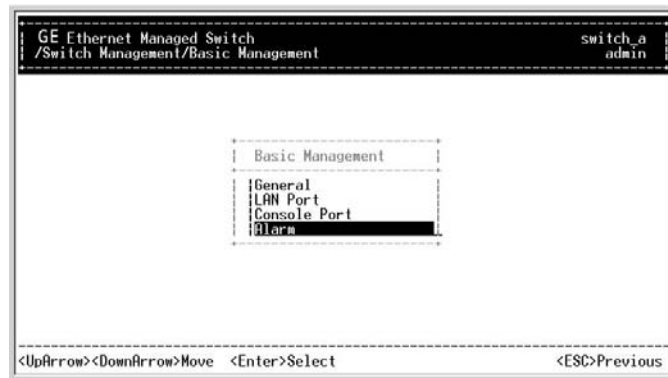 GE Ethernet Managed Switch switch_a
/Switch Management/Basic Management admin
Basic Management
General
LAN Port
Console Port
Alarm
<UpArrow><DownArrow>Move <Enter>Select <ESC>Previous